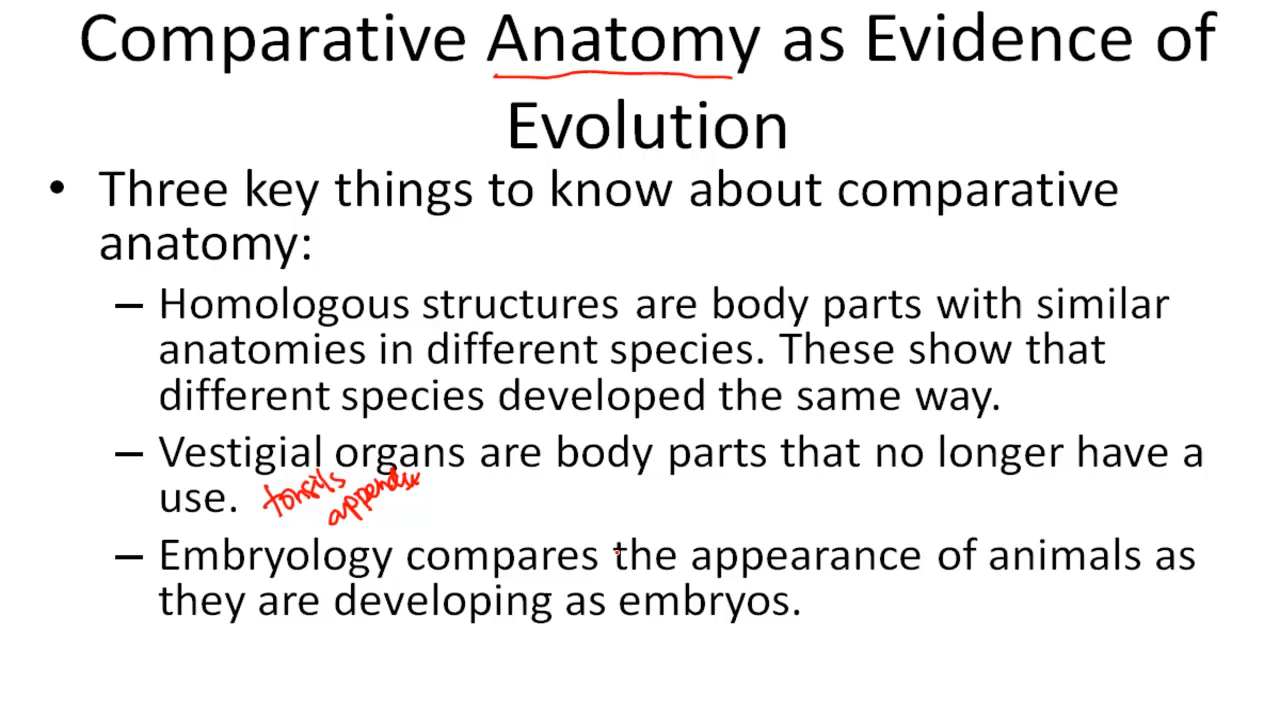 Comparative Anatomy as Evidence of
Evolution
• Three key things to know about comparative
anatomy:
– Homologous structures are body parts with similar
anatomies in different species. These show that
different species developed the same way.
– Vestigial organs are body parts that no longer have a
use.
tonsils
appendix
– Embryology compares the appearance of animals as
they are developing as embryos.